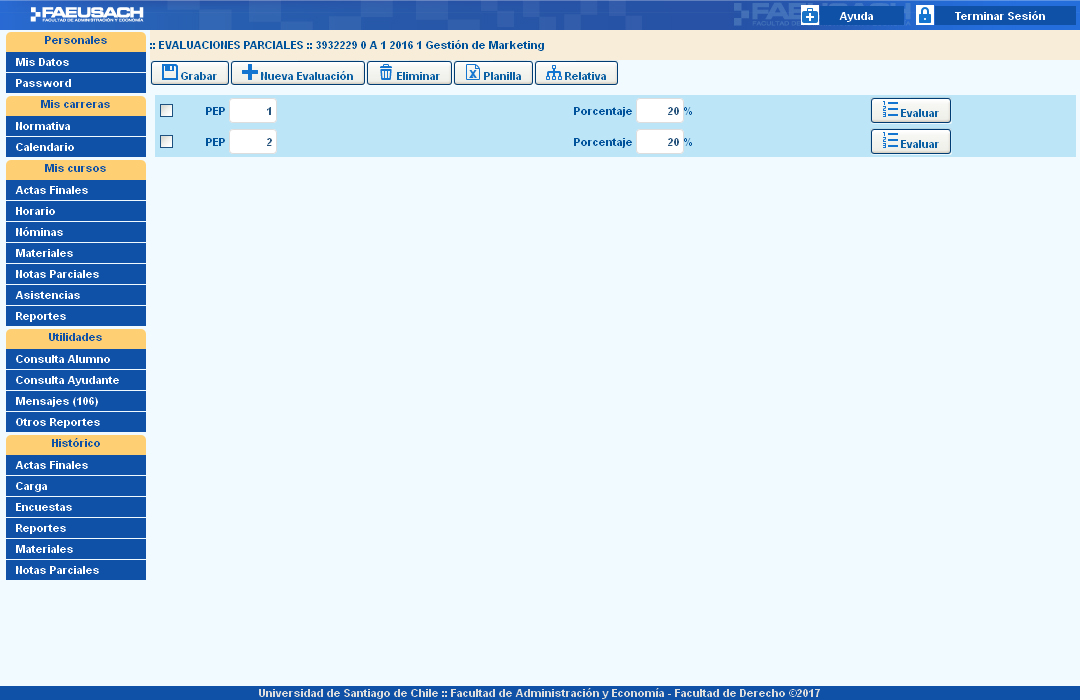 FAEUSACH
FACULTAD DE ADMINISTRACIÓN Y ECONOMÍA
Ayuda
Terminar Sesión
Personales
Mis Datos
Password
Mis carreras
Normativa
Calendario
Mis cursos
Actas Finales
Horario
Nóminas
Materiales
Notas Parciales
Asistencias
Reportes
Utilidades
Consulta Alumno
Consulta Ayudante
Mensajes (106)
Otros Reportes
Histórico
Actas Finales
Carga
Encuestas
Reportes
Materiales
Notas Parciales
:: EVALUACIONES PARCIALES :: 3932229 0 A 1 2016 1 Gestión de Marketing
Grabar Nueva Evaluación Eliminar Planilla Relativa
PEP 1 Porcentaje 20 % Evaluar
PEP 2 Porcentaje 20 % Evaluar
Universidad de Santiago de Chile :: Facultad de Administración y Economía - Facultad de Derecho ©2017